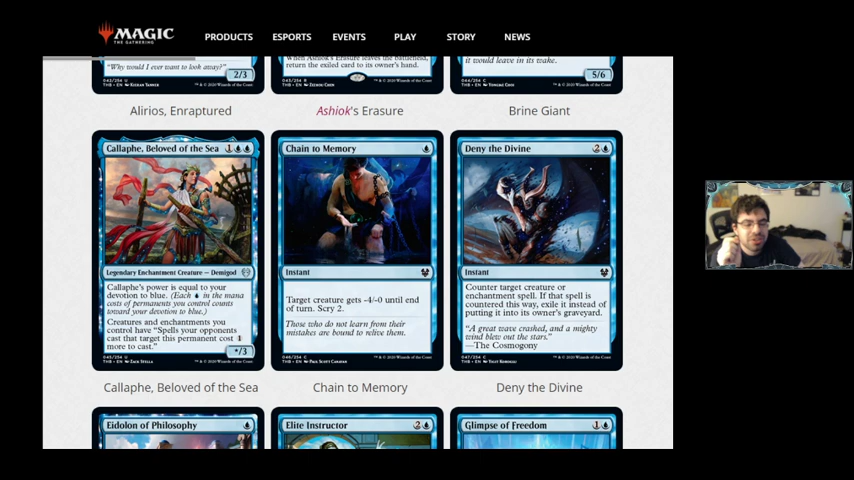 MAGIC
THE GATHERING
PRODUCTS
ESPORTS
EVENTS
PLAY
STORY
NEWS
"Why would I ever want to look away?"
2/3
When Ashiok's Erasure leaves the battlefield,
return the exiled card to its owner's hand.
it would leave in its wake.
5/6
Alirios, Enraptured
Ashiok's Erasure
Brine Giant
Callaphe, Beloved of the Sea
1
Legendary Enchantment Creature — Demigod
Callaphe's power is equal to your
devotion to blue. (Each in the mana
costs of permanents you control counts
toward your devotion to blue.)
Creatures and enchantments you
control have "Spells your opponents
cast that target this permanent cost 1
more to cast."
*/3
Chain to Memory
Instant
Target creature gets -4/-0 until end
of turn. Scry 2.
Those who do not learn from their
mistakes are bound to relive them.
Deny the Divine
2
Instant
Counter target creature or
enchantment spell. If that spell is
countered this way, exile it instead of
putting it into its owner's graveyard.
"A great wave crashed, and a mighty
wind blew out the stars."
—The Cosmogony
Callaphe, Beloved of the Sea
Chain to Memory
Deny the Divine
Eidolon of Philosophy
Elite Instructor
2
Glimpse of Freedom
1